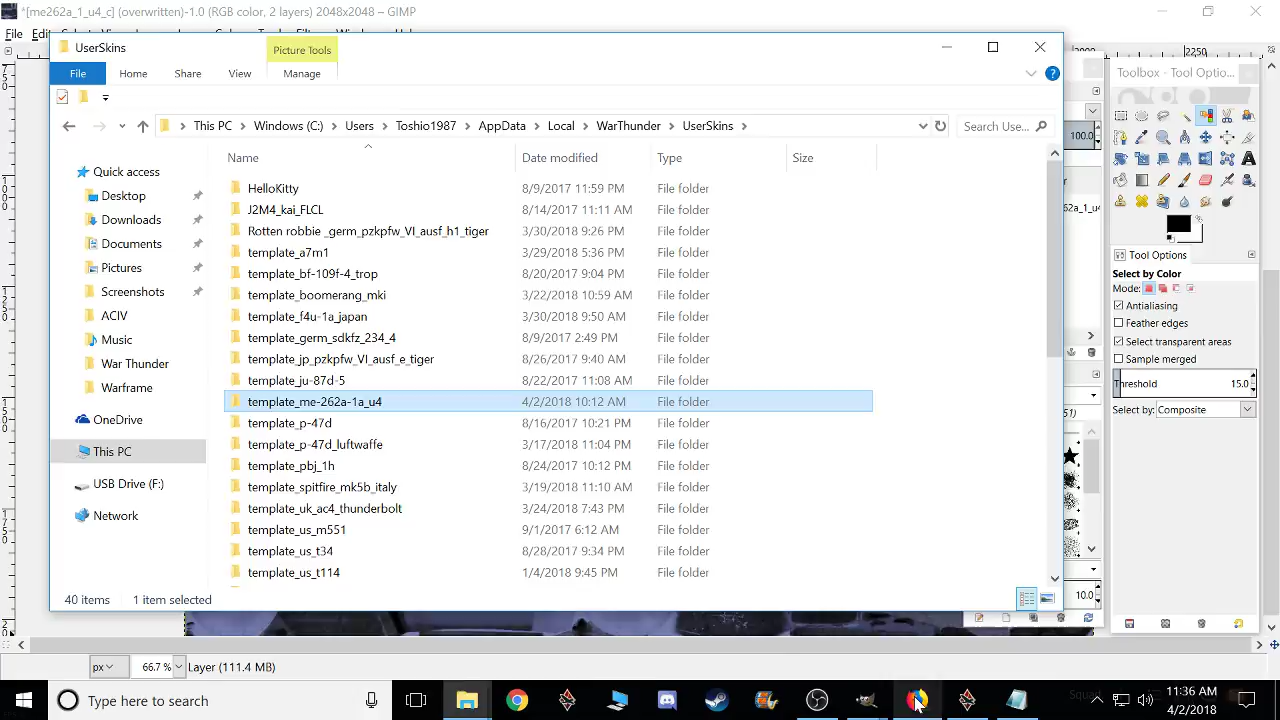 *[me262a_1_u4_c] (overwritten)-1.0 (RGB color, 2 layers) 2048x2048 – GIMP
File
UserSkins
Picture Tools
File Home Share View Manage
This PC Windows (C:) Users Toshio1987 AppData Local WarThunder UserSkins
Search Use...
Name Date modified Type Size
Quick access
Desktop
Downloads
Documents
Pictures
Screenshots
ACIV
Music
War Thunder
Warframe
OneDrive
This PC
USB Drive (F:)
Network
HelloKitty 8/9/2017 11:59 PM File folder
J2M4_kai_FLCL 8/14/2017 11:11 AM File folder
Rotten robbie _germ_pzkpfw_VI_ausf_h1_tiger 3/30/2018 9:26 PM File folder
template_a7m1 3/29/2018 5:36 PM File folder
template_bf-109f-4_trop 8/20/2017 9:04 PM File folder
template_boomerang_mki 3/22/2018 10:59 AM File folder
template_f4u-1a_japan 3/30/2018 9:50 AM File folder
template_germ_sdkfz_234_4 8/9/2017 2:49 PM File folder
template_jp_pzkpfw_VI_ausf_e_tiger 8/26/2017 9:40 AM File folder
template_ju-87d-5 8/22/2017 11:08 AM File folder
template_me-262a-1a_u4 4/2/2018 10:12 AM File folder
template_p-47d 8/16/2017 10:21 PM File folder
template_p-47d_luftwaffe 3/17/2018 11:04 PM File folder
template_pbj_1h 8/24/2017 10:12 PM File folder
template_spitfire_mk5b_italy 3/19/2018 11:10 AM File folder
template_uk_ac4_thunderbolt 3/24/2018 7:43 PM File folder
template_us_m551 9/1/2017 6:12 AM File folder
template_us_t34 8/28/2017 9:34 PM File folder
template_us_t114 1/4/2018 9:45 PM File folder
40 items 1 item selected
2250
Toolbox - Tool Optio...
100.0
Tool Options
Select by Color
Mode:
Antialiasing
Feather edges
Select transparent areas
Sample merged
Threshold 15.0
Select by: Composite
10.0
px 66.7 % Layer (111.4 MB)
Type here to search
Squad
11:36 AM
4/2/2018